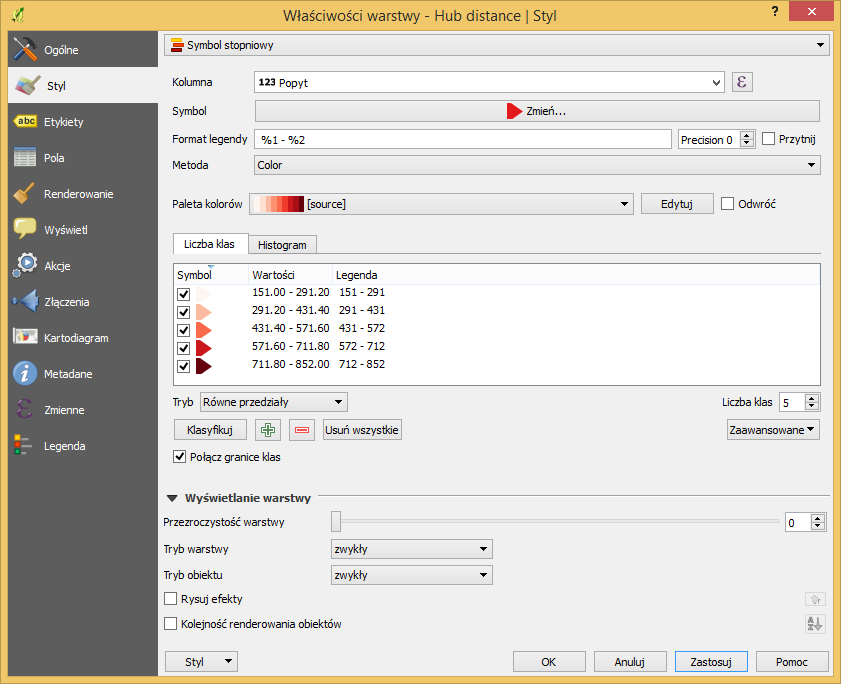 Właściwości warstwy - Hub distance | Styl
?
Ogólne
Styl
abc Etykiety
Pola
Renderowanie
Wyświetl
Akcje
Złączenia
Kartodiagram
Metadane
Zmienne
Legenda
Symbol stopniowy
Kolumna 123 Popyt ε
Symbol Zmień...
Format legendy %1 - %2 Precision 0 Przytnij
Metoda Color
Paleta kolorów [source] Edytuj Odwróć
Liczba klas Histogram
Symbol Wartości Legenda
151.00 - 291.20 151 - 291
291.20 - 431.40 291 - 431
431.40 - 571.60 431 - 572
571.60 - 711.80 572 - 712
711.80 - 852.00 712 - 852
Tryb Równe przedziały Liczba klas 5
Klasyfikuj Usuń wszystkie Zaawansowane
Połącz granice klas
Wyświetlanie warstwy
Przezroczystość warstwy 0
Tryb warstwy zwykły
Tryb obiektu zwykły
Rysuj efekty
Kolejność renderowania obiektów
Styl OK Anuluj Zastosuj Pomoc